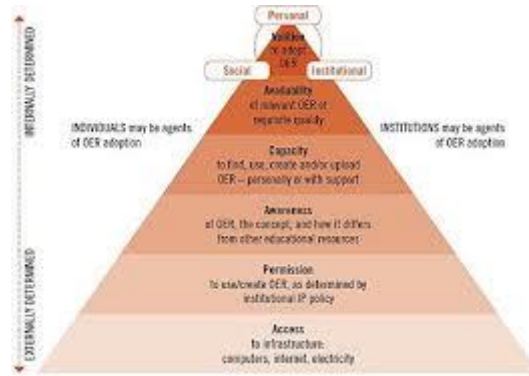 Personal
Volition
to adopt
OER
Social
Institutional
Availability
of relevant OER of
requisite quality
INDIVIDUALS may be agents
of OER adoption
INSTITUTIONS may be agents
of OER adoption
Capacity
to find, use, create and/or upload
OER – personally or with support
Awareness
of OER, the concept, and how it differs
from other educational resources
Permission
to use/create OER, as determined by
institutional IP policy
Access
to infrastructure:
computers, internet, electricity
INTERNALLY DETERMINED
EXTERNALLY DETERMINED